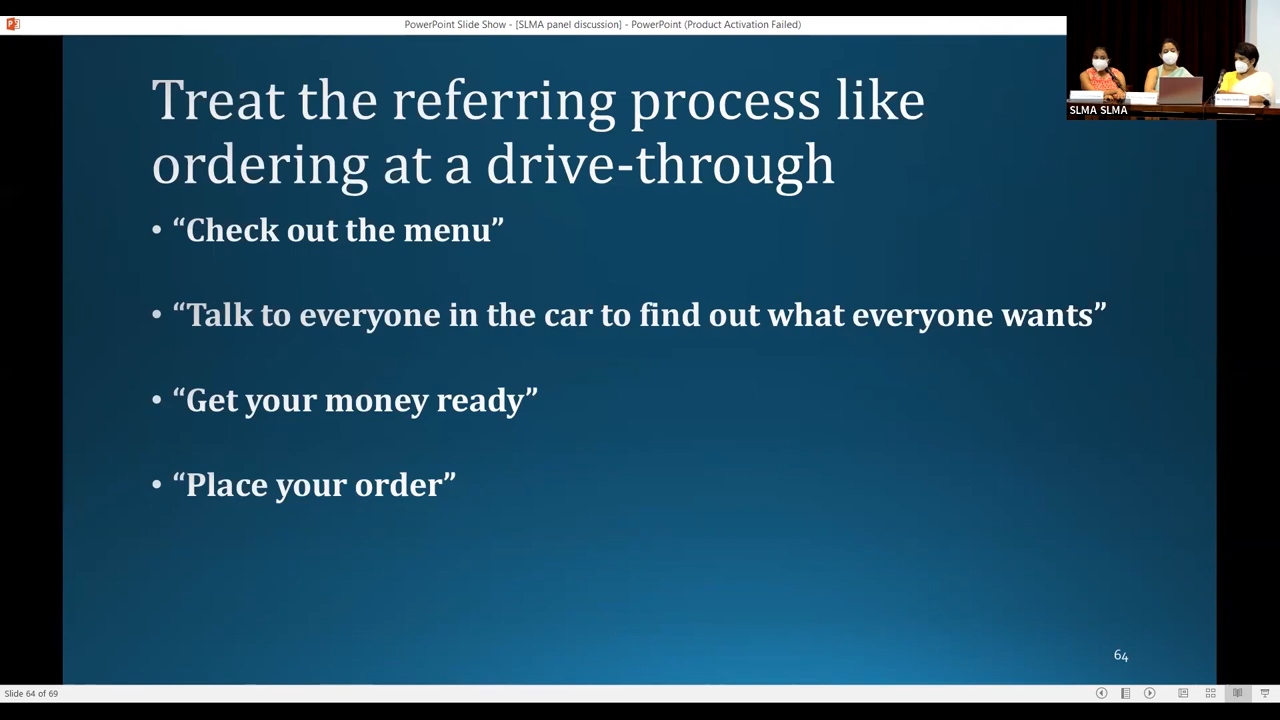 PowerPoint Slide Show - [SLMA panel discussion] - PowerPoint (Product Activation Failed)
SLMA SLMA
Treat the referring process like
ordering at a drive-through
• “Check out the menu”
• “Talk to everyone in the car to find out what everyone wants”
• “Get your money ready”
• “Place your order”
64
Slide 64 of 69